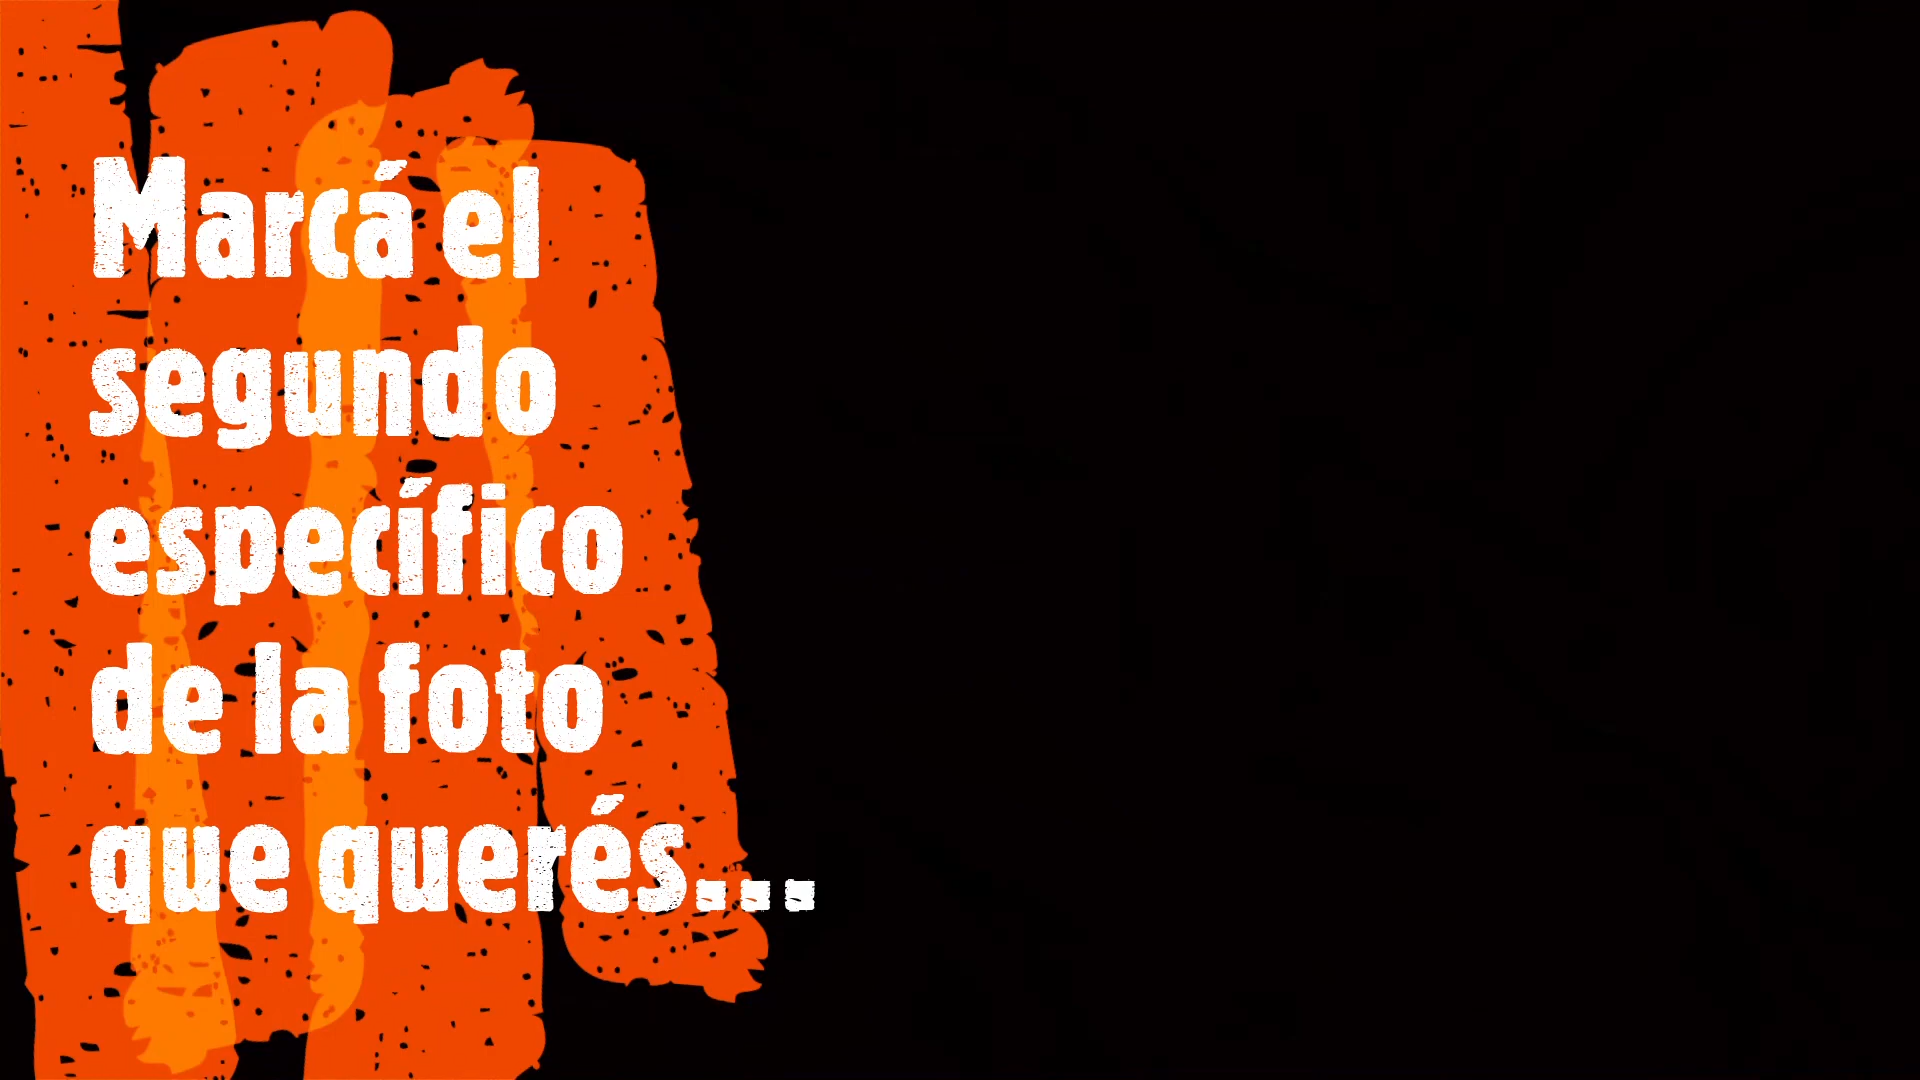 Marcá el
segundo
específico
de la foto
que querés...